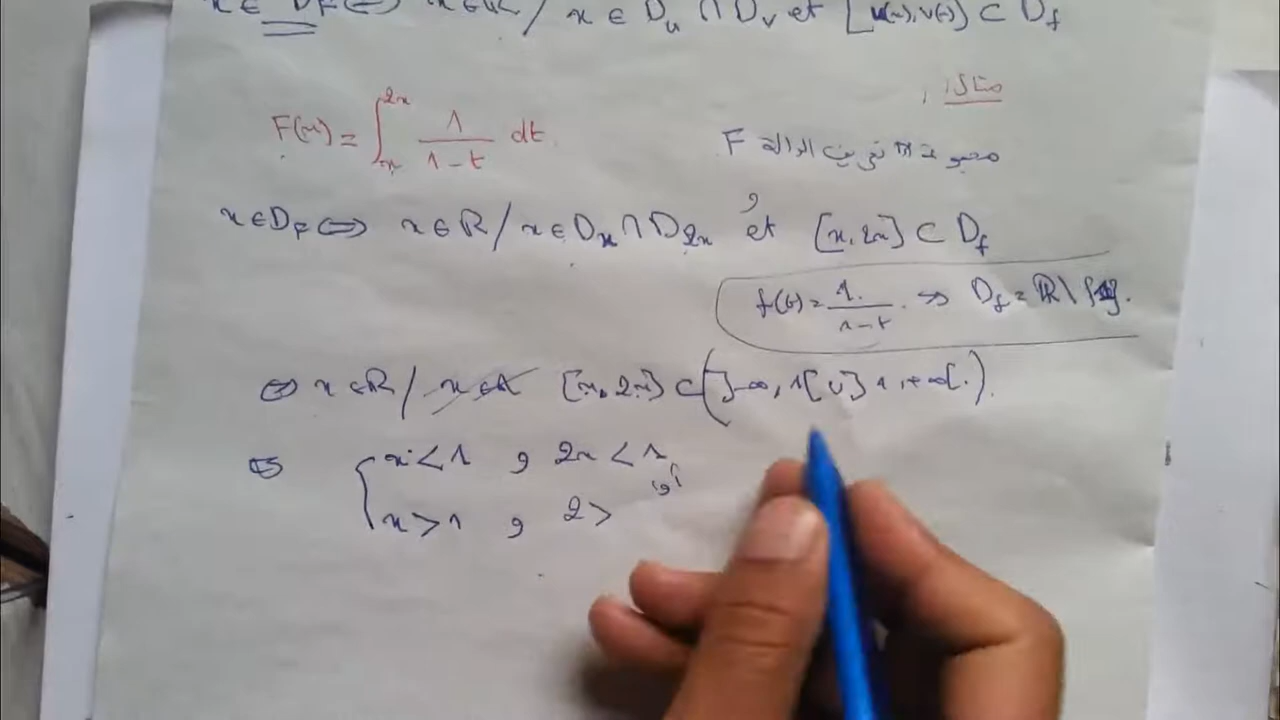 x ∈ D_F ⟺ x ∈ ℝ / x ∈ D_u ∩ D_v et [u(x), v(x)] ⊂ D_f
مثال :
F(x) = ∫_x^{2x} 1/(1-t) dt
مجموعة تعريف الدالة F
x ∈ D_F ⟺ x ∈ ℝ / x ∈ D_x ∩ D_{2x} et [x, 2x] ⊂ D_f
f(t) = 1/(1-t) ⇒ D_f = ℝ \ {1}.
⟺ x ∈ ℝ / x ∈ ℝ [x, 2x] ⊂ (]-∞, 1[ ∪ ]1, +∞[.)
⟺ { x < 1 , 2x < 1
أو
x > 1 , 2 >